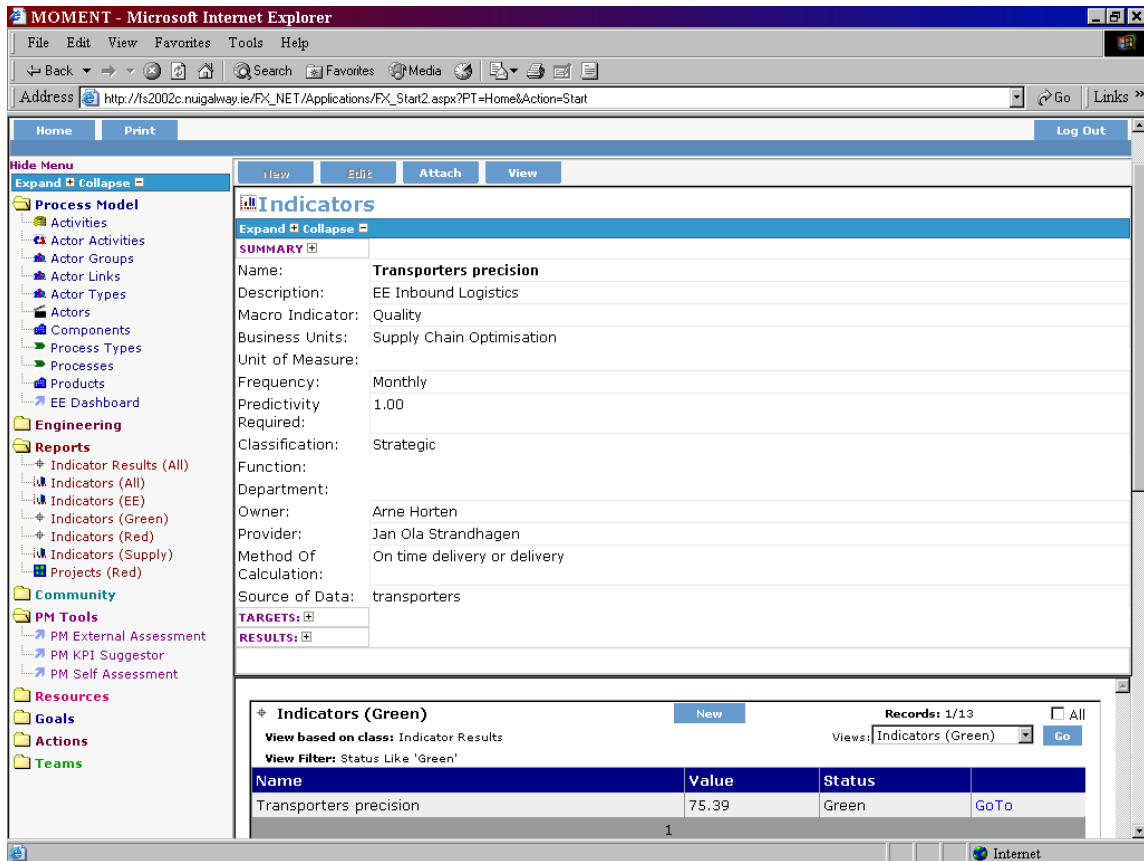 MOMENT - Microsoft Internet Explorer
File Edit View Favorites Tools Help
Back Search Favorites Media
Address http://fs2002c.nuigalway.ie/FX_NET/Applications/FX_Start2.aspx?PT=Home&Action=Start Go Links »
Home Print Log Out
Hide Menu
Expand Collapse
Process Model
Activities
Actor Activities
Actor Groups
Actor Links
Actor Types
Actors
Components
Process Types
Processes
Products
EE Dashboard
Engineering
Reports
Indicator Results (All)
Indicators (All)
Indicators (EE)
Indicators (Green)
Indicators (Red)
Indicators (Supply)
Projects (Red)
Community
PM Tools
PM External Assessment
PM KPI Suggestor
PM Self Assessment
Resources
Goals
Actions
Teams
New Edit Attach View
Indicators
Expand Collapse
SUMMARY
Name: Transporters precision
Description: EE Inbound Logistics
Macro Indicator: Quality
Business Units: Supply Chain Optimisation
Unit of Measure:
Frequency: Monthly
Predictivity 1.00
Required:
Classification: Strategic
Function:
Department:
Owner: Arne Horten
Provider: Jan Ola Strandhagen
Method Of On time delivery or delivery
Calculation:
Source of Data: transporters
TARGETS:
RESULTS:
Indicators (Green) New Records: 1/13 All
View based on class: Indicator Results Views: Indicators (Green) Go
View Filter: Status Like 'Green'
Name Value Status
Transporters precision 75.39 Green GoTo
1
Internet